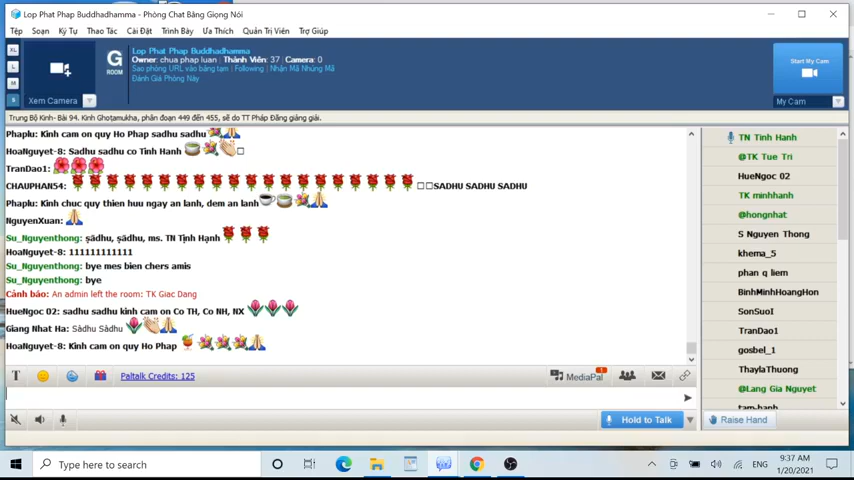 Lop Phat Phap Buddhadhamma - Phòng Chat Bằng Giọng Nói
Tệp Soạn Ký Tự Thao Tác Cài Đặt Trình Bày Ưa Thích Quản Trị Viên Trợ Giúp
XL
L
M
S
Xem Camera
G
ROOM
Lop Phat Phap Buddhadhamma
Owner: chua phap luan | Thành Viên: 37 | Camera: 0
Sao phòng URL vào bảng tạm | Following | Nhận Mã Nhúng Mã
Đánh Giá Phòng Này
Start My Cam
My Cam
Trung Bộ Kinh- Bài 94. Kinh Ghoṭamukha, phân đoạn 449 đến 455, sẽ do TT Pháp Đăng giảng giải.
Phaplu: Kinh cam on quy Ho Phap sadhu sadhu
HoaNguyet-8: Sadhu sadhu co Tinh Hanh
TranDao1:
CHAUPHAN54: SADHU SADHU SADHU
Phaplu: Kinh chuc quy thien huu ngay an lanh, dem an lanh
NguyenXuan:
Su_Nguyenthong: sādhu, sādhu, ms. TN Tịnh Hạnh
HoaNguyet-8: 111111111111
Su_Nguyenthong: bye mes bien chers amis
Su_Nguyenthong: bye
Cảnh báo: An admin left the room: TK Giac Dang
HueNgoc 02: sadhu sadhu kinh cam on Co TH, Co NH, NX
Giang Nhat Ha: Sādhu Sādhu
HoaNguyet-8: Kinh cam on quy Ho Phap
TN Tinh Hanh
@TK Tue Tri
HueNgoc 02
TK minhhanh
@hongnhat
S Nguyen Thong
khema_5
phan q liem
BinhMinhHoangHon
SonSuoI
TranDao1
gosbel_1
ThaylaThuong
@Lang Gia Nguyet
tam-hanh
T
Paltalk Credits: 125
MediaPal
1
Hold to Talk
Raise Hand
Type here to search
ENG
9:37 AM
1/20/2021